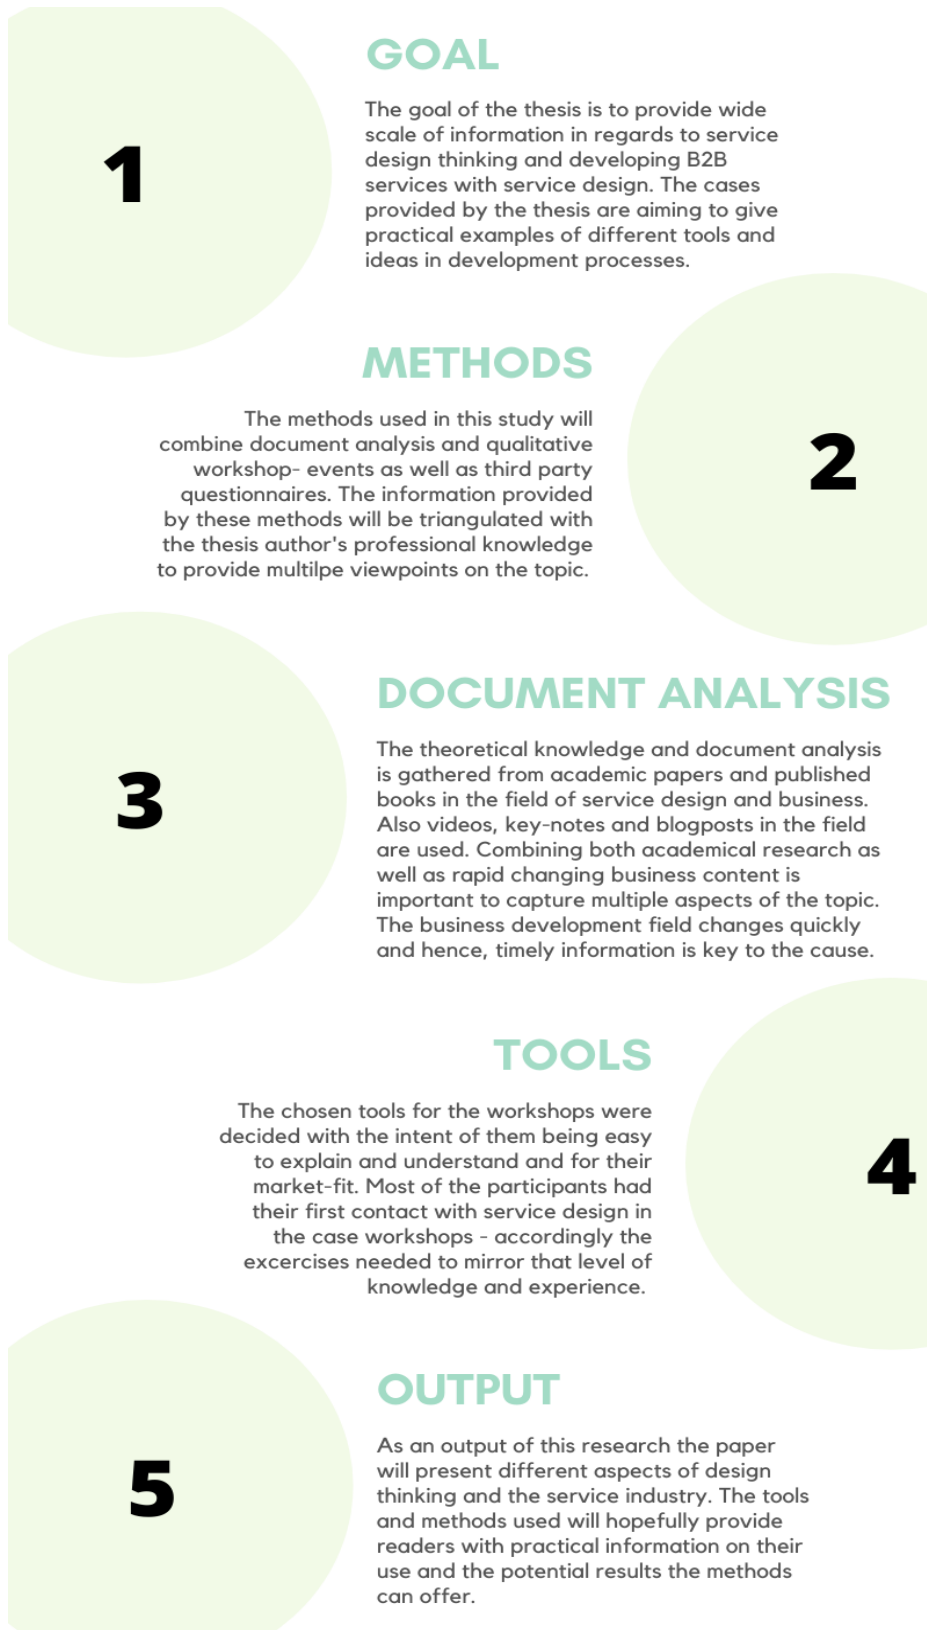 1
GOAL
The goal of the thesis is to provide wide
scale of information in regards to service
design thinking and developing B2B
services with service design. The cases
provided by the thesis are aiming to give
practical examples of different tools and
ideas in development processes.
METHODS
The methods used in this study will
combine document analysis and qualitative
workshop- events as well as third party
questionnaires. The information provided
by these methods will be triangulated with
the thesis author's professional knowledge
to provide multilpe viewpoints on the topic.
2
3
DOCUMENT ANALYSIS
The theoretical knowledge and document analysis
is gathered from academic papers and published
books in the field of service design and business.
Also videos, key-notes and blogposts in the field
are used. Combining both academical research as
well as rapid changing business content is
important to capture multiple aspects of the topic.
The business development field changes quickly
and hence, timely information is key to the cause.
TOOLS
The chosen tools for the workshops were
decided with the intent of them being easy
to explain and understand and for their
market-fit. Most of the participants had
their first contact with service design in
the case workshops - accordingly the
excercises needed to mirror that level of
knowledge and experience.
4
5
OUTPUT
As an output of this research the paper
will present different aspects of design
thinking and the service industry. The tools
and methods used will hopefully provide
readers with practical information on their
use and the potential results the methods
can offer.